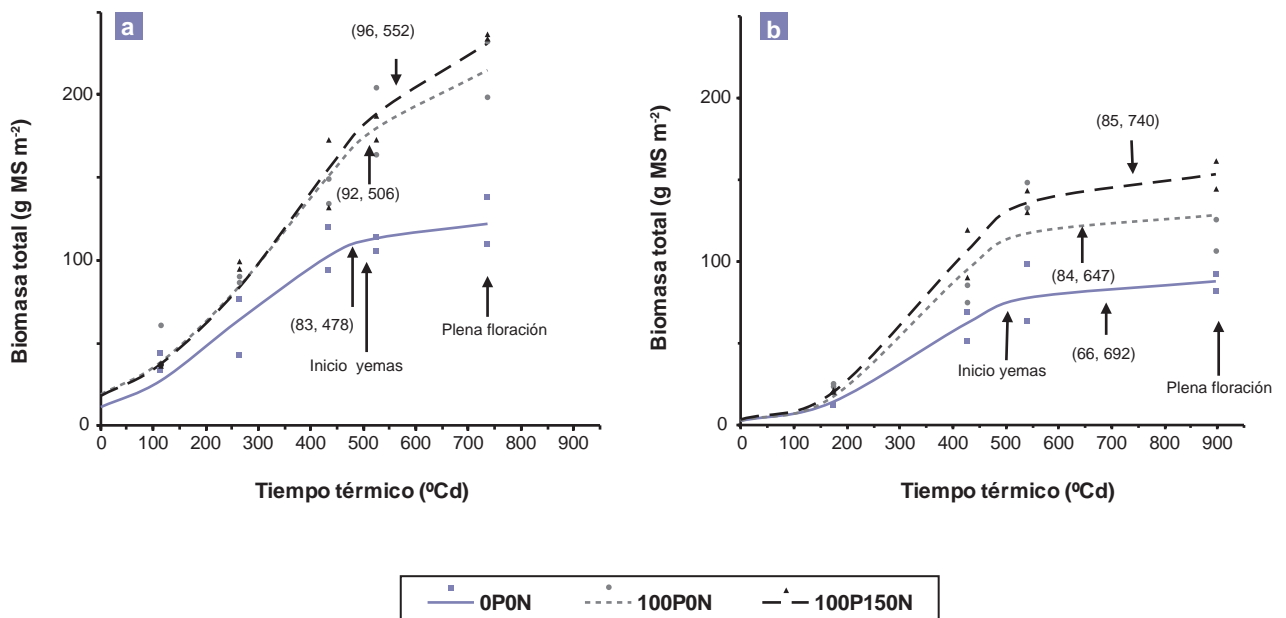 a
Biomasa total (g MS m⁻²)
200
100
0
(96, 552)
(92, 506)
(83, 478)
Inicio yemas
Plena floración
0 100 200 300 400 500 600 700 800 900
Tiempo térmico (ºCd)
b
Biomasa total (g MS m⁻²)
200
100
0
(85, 740)
(84, 647)
(66, 692)
Inicio yemas
Plena floración
0 100 200 300 400 500 600 700 800 900
Tiempo térmico (ºCd)
0P0N 100P0N 100P150N